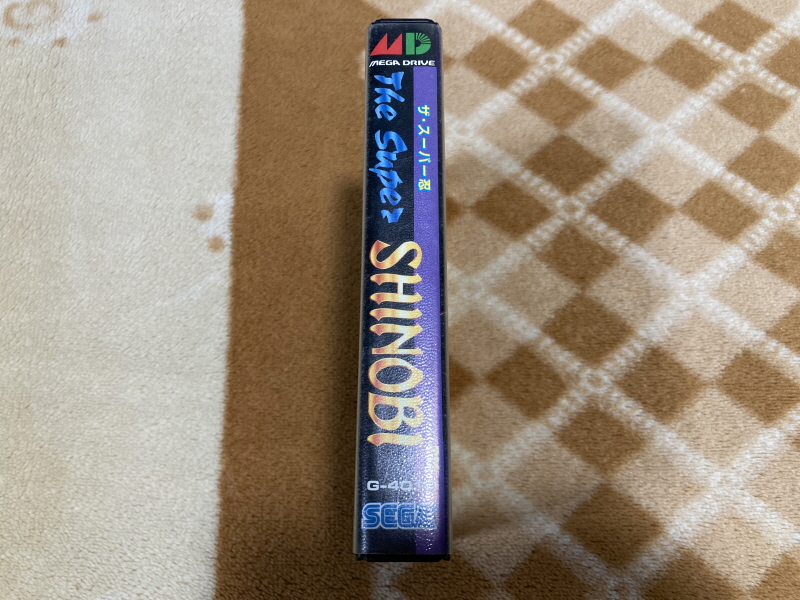 MD
MEGA DRIVE
ザ・スーパー忍
The Super
SHINOBI
G-40
SEGA